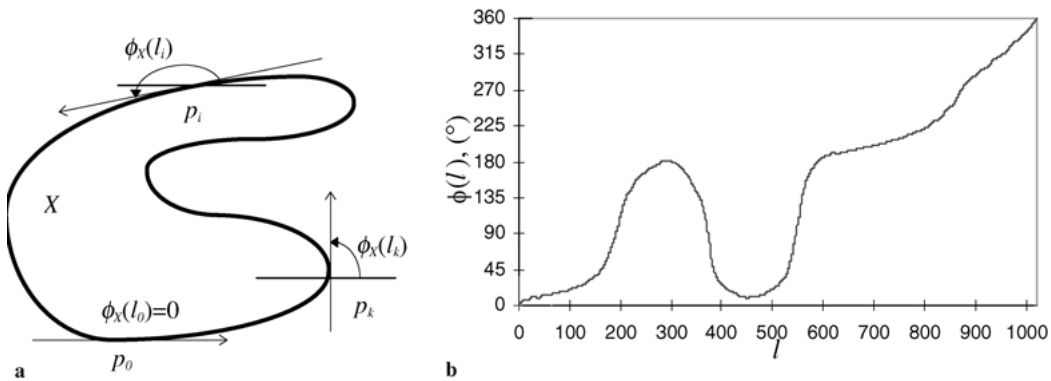 ϕX(li)
pi
X
ϕX(lk)
ϕX(l0)=0
pk
p0
a
b
ϕ(l), (°)
360
315
270
225
180
135
90
45
0
0 100 200 300 400 500 600 700 800 900 1000
l